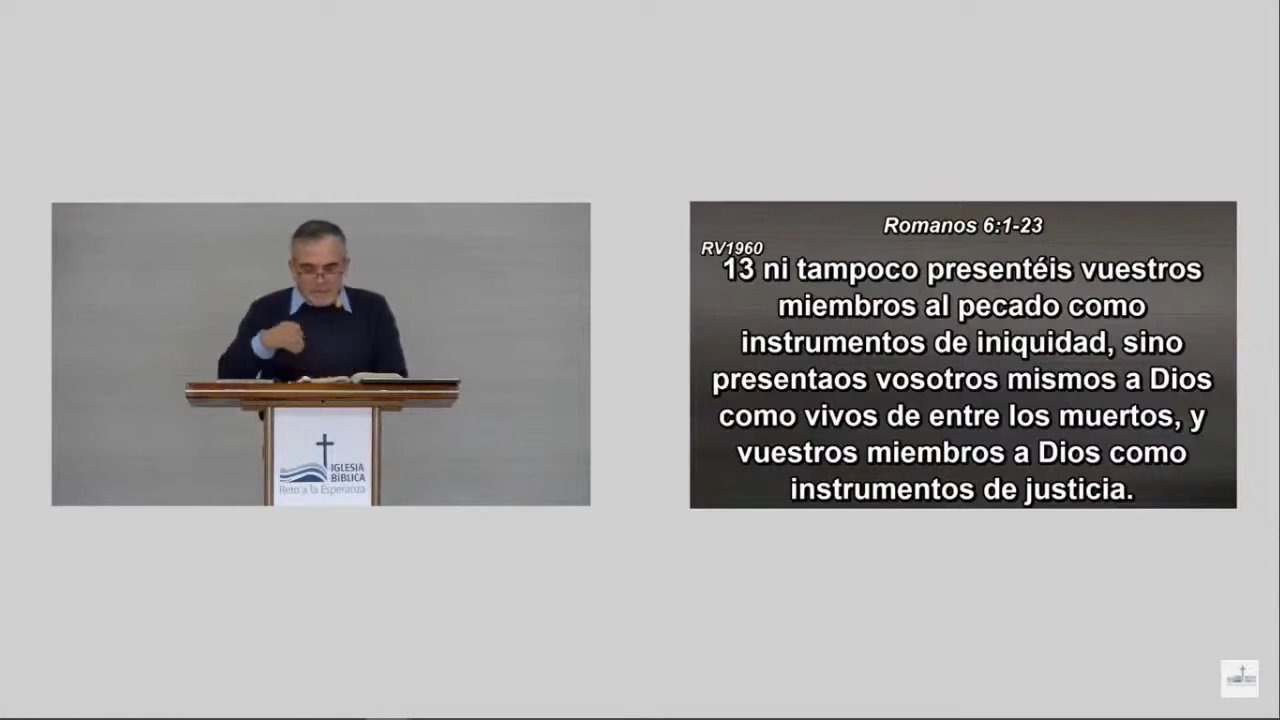 IGLESIA
BÍBLICA
Reto a la Esperanza
Romanos 6:1-23
RV1960
13 ni tampoco presentéis vuestros
miembros al pecado como
instrumentos de iniquidad, sino
presentaos vosotros mismos a Dios
como vivos de entre los muertos, y
vuestros miembros a Dios como
instrumentos de justicia.